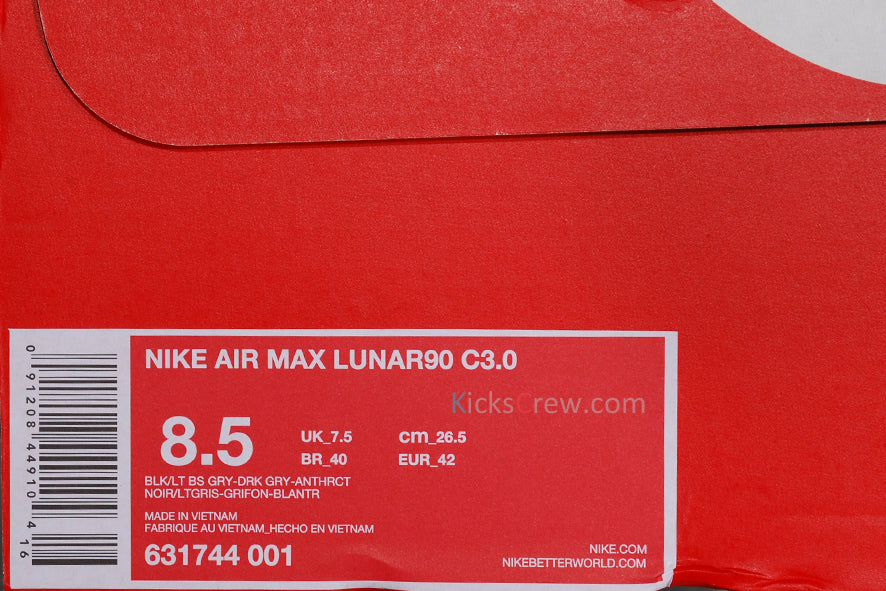 NIKE AIR MAX LUNAR90 C3.0
KicksCrew.com
8.5
UK_7.5 cm_26.5
BR_40 EUR_42
BLK/LT BS GRY-DRK GRY-ANTHRCT
NOIR/LTGRIS-GRIFON-BLANTR
MADE IN VIETNAM
FABRIQUE AU VIETNAM_HECHO EN VIETNAM
631744 001
NIKE.COM
NIKEBETTERWORLD.COM
0 91208 44910 4 16